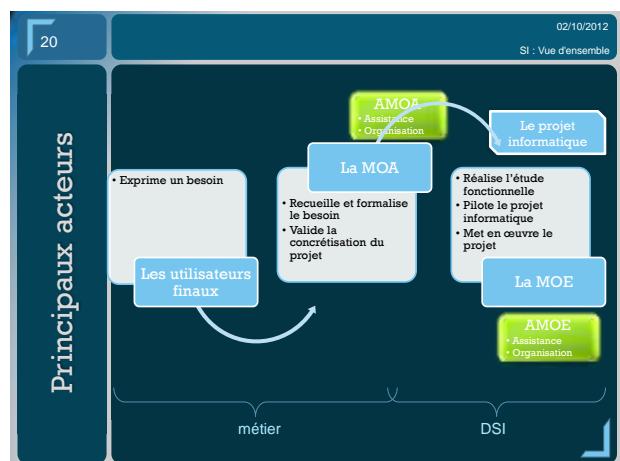 20
02/10/2012
SI : Vue d'ensemble
Principaux acteurs
• Exprime un besoin
Les utilisateurs
finaux
AMOA
• Assistance
• Organisation
La MOA
• Recueille et formalise
le besoin
• Valide la
concrétisation du
projet
Le projet
informatique
• Réalise l'étude
fonctionnelle
• Pilote le projet
informatique
• Met en œuvre le
projet
La MOE
AMOE
• Assistance
• Organisation
métier
DSI